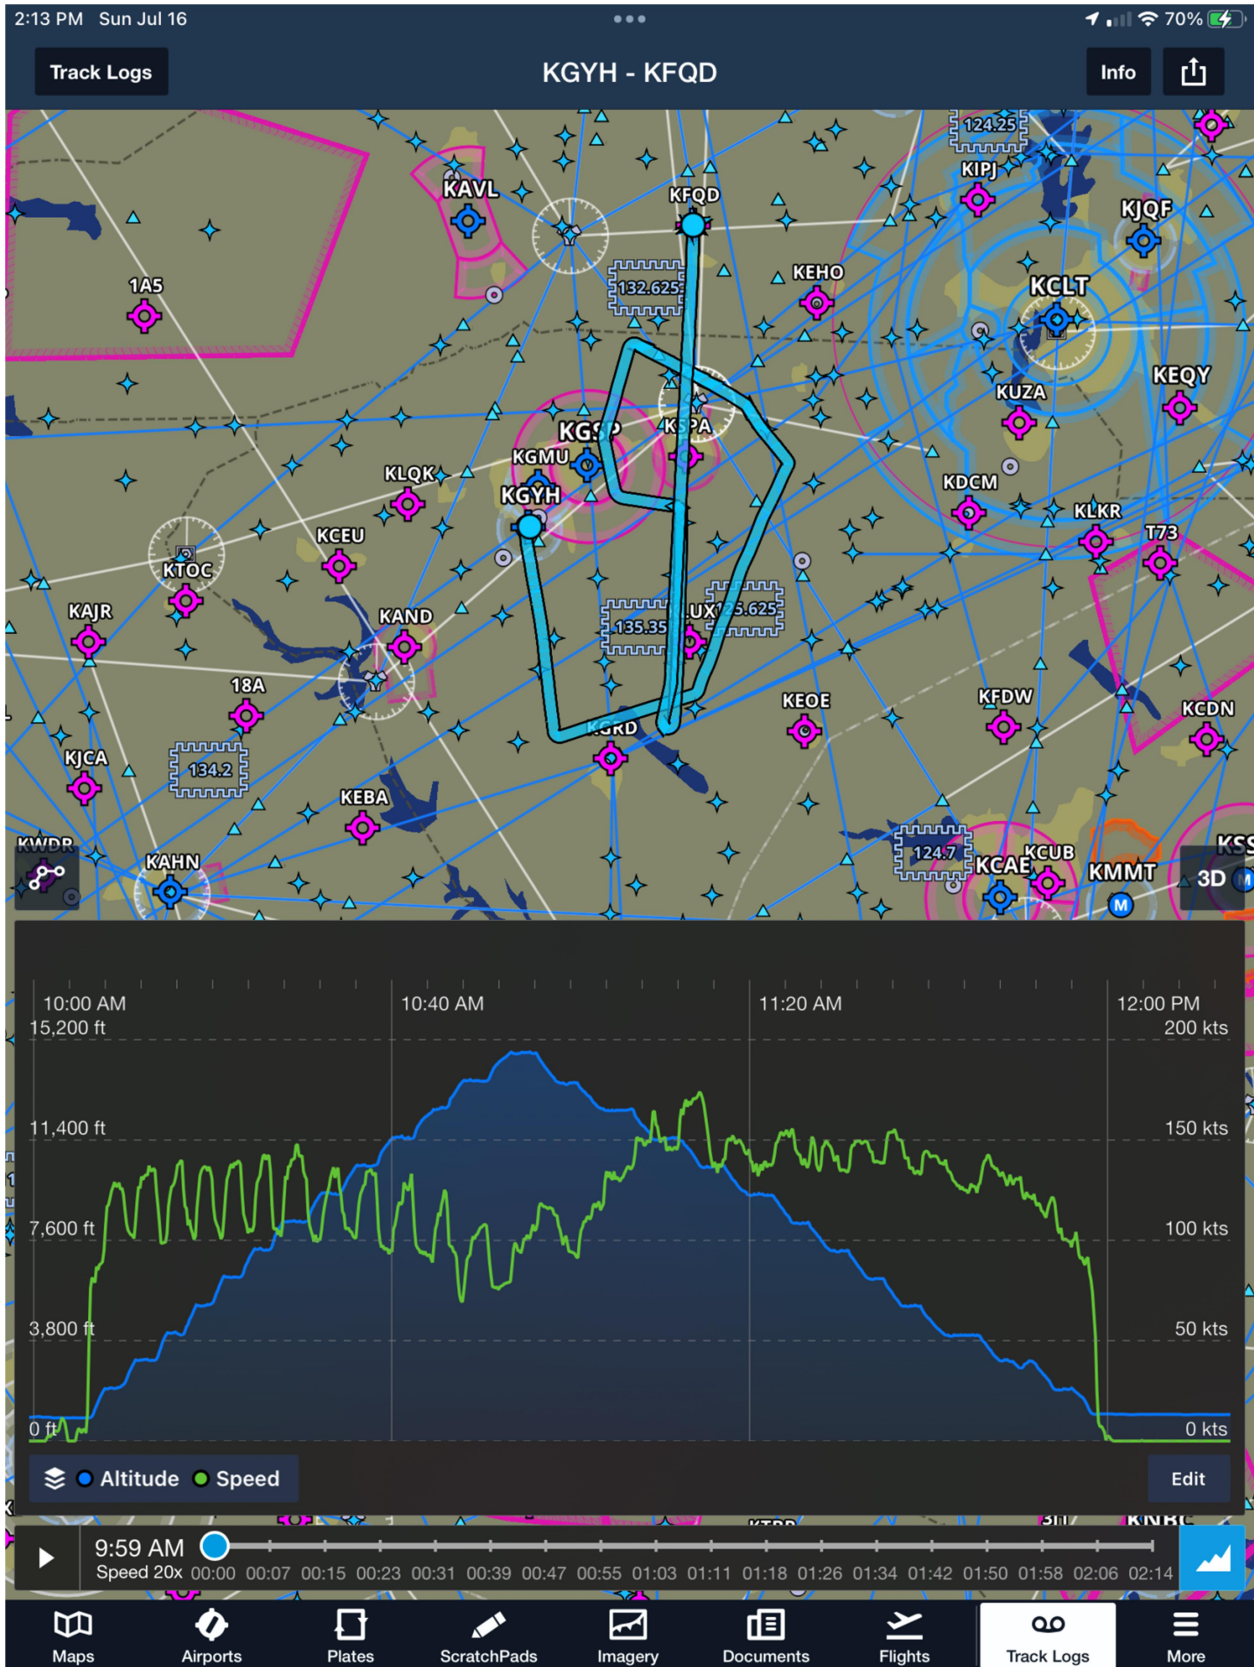 2:13 PM Sun Jul 16
70%
Track Logs
KGYH - KFQD
Info
124.25
KIPJ
KAVL
KFQD
KJQF
1A5
132.625
KEHO
KCLT
KEQY
KUZA
KGSP
KSPA
KGMU
KLQK
KGYH
KDCM
KLKR
T73
KCEU
KTOC
KAJR
KAND
135.35
LUX
125.625
18A
KEOE
KFDW
KCDN
KGRD
KJCA
134.2
KEBA
KWDR
KAHN
124.7
KCAE
KCUB
KMMT
KSS
3D
M
M
10:00 AM
10:40 AM
11:20 AM
12:00 PM
15,200 ft
200 kts
11,400 ft
150 kts
7,600 ft
100 kts
3,800 ft
50 kts
0 ft
0 kts
Altitude
Speed
Edit
9:59 AM
Speed 20x
00:00 00:07 00:15 00:23 00:31 00:39 00:47 00:55 01:03 01:11 01:18 01:26 01:34 01:42 01:50 01:58 02:06 02:14
Maps
Airports
Plates
ScratchPads
Imagery
Documents
Flights
Track Logs
More